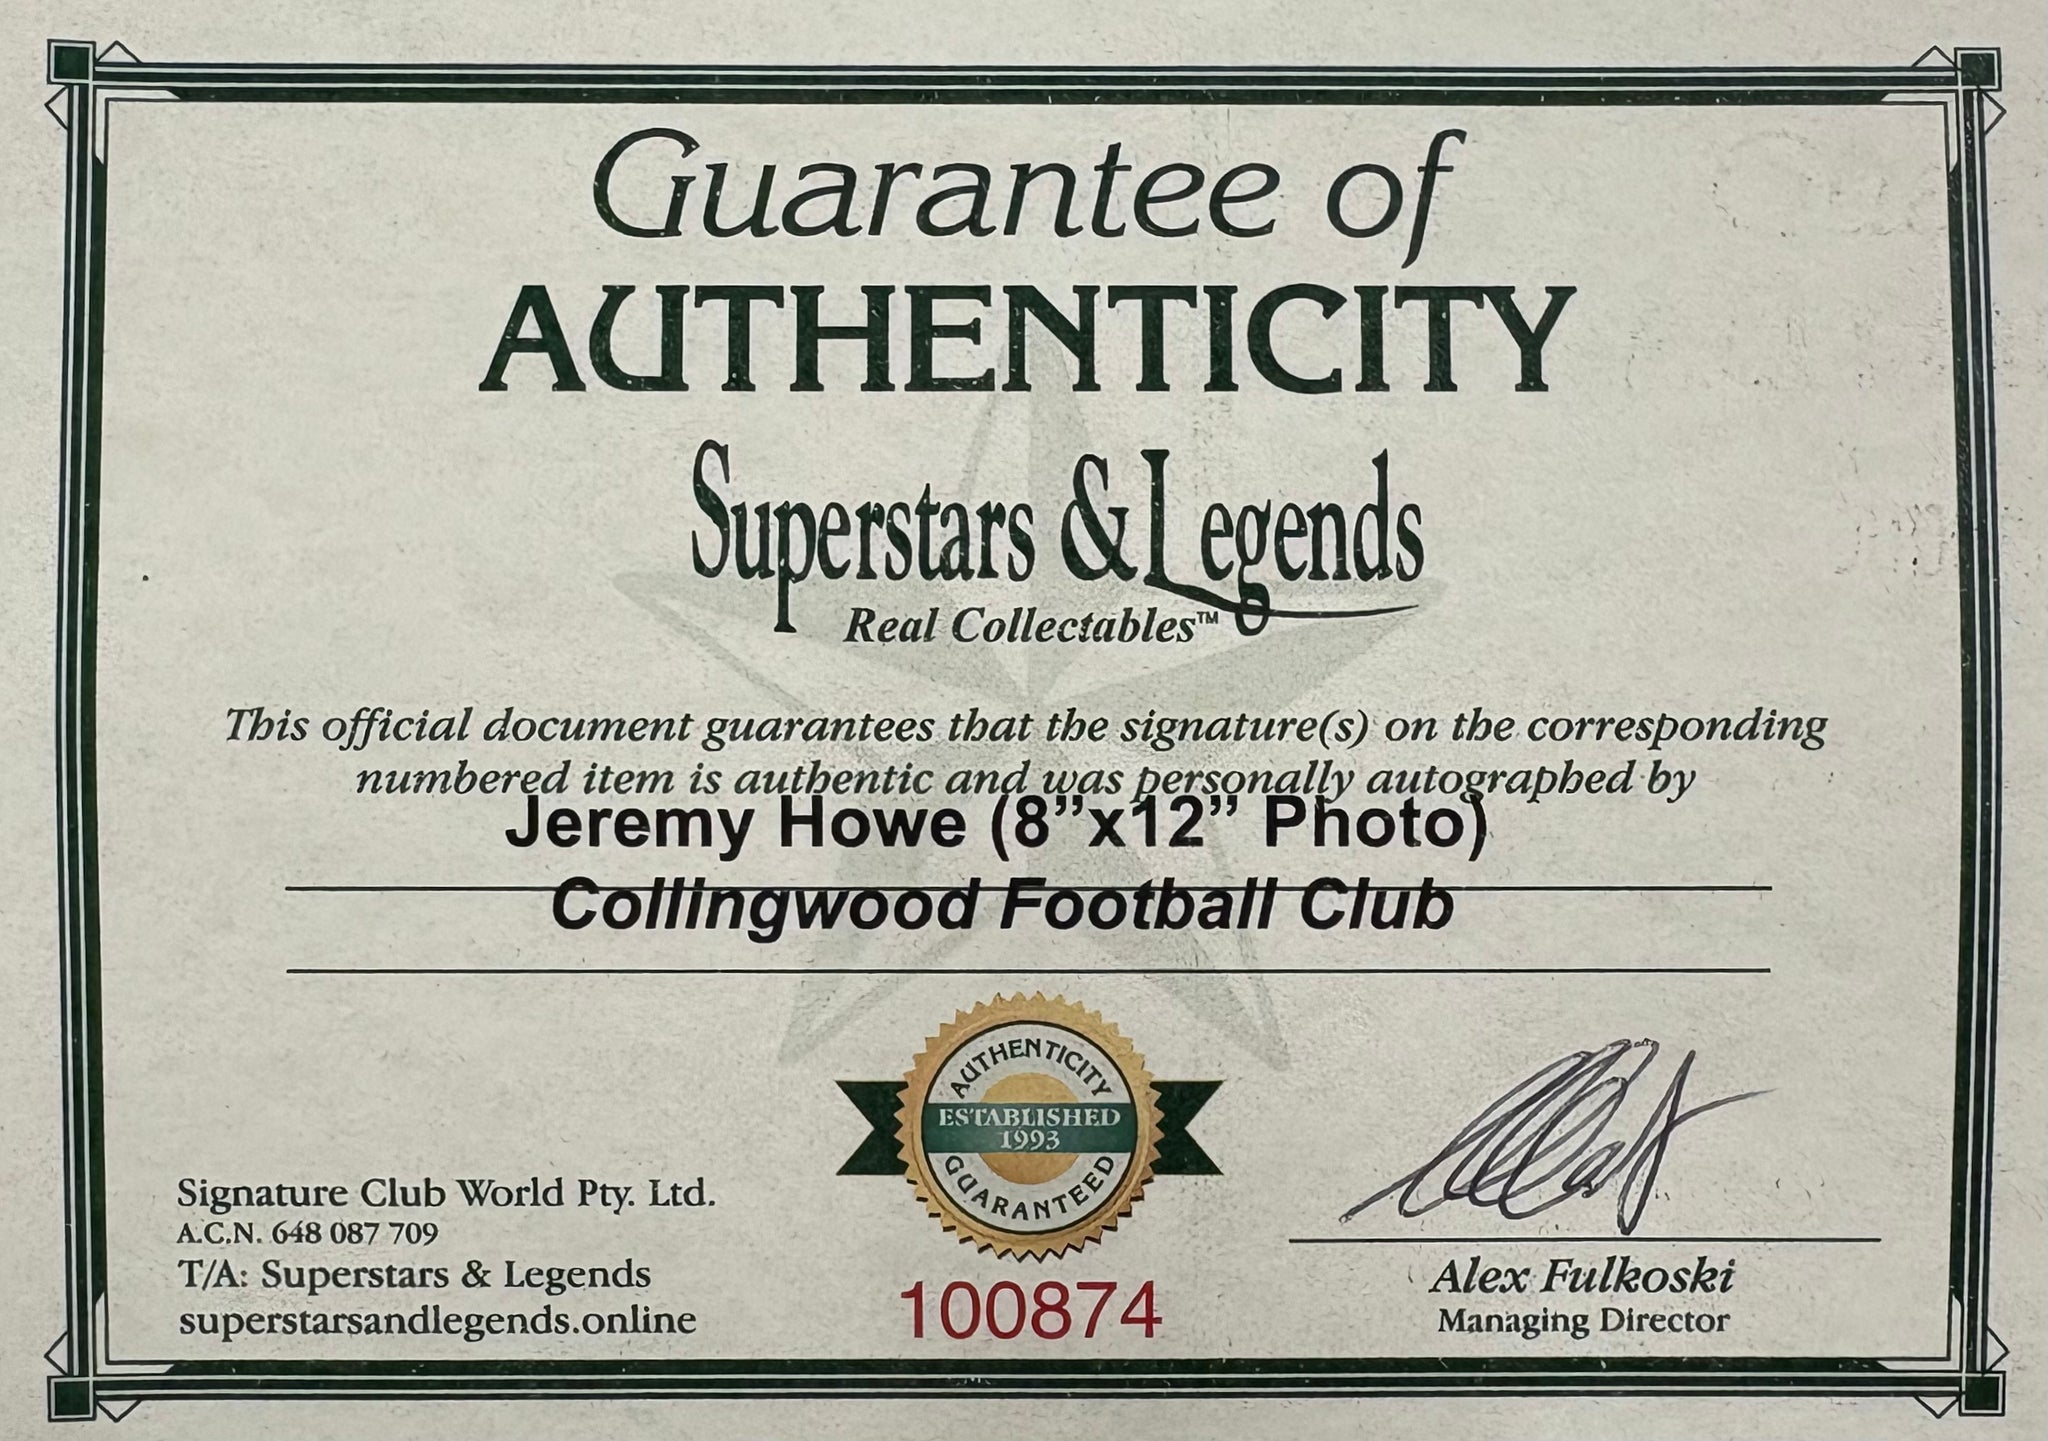 Guarantee of
AUTHENTICITY
Superstars & Legends
Real Collectables™
This official document guarantees that the signature(s) on the corresponding
numbered item is authentic and was personally autographed by
Jeremy Howe (8”x12” Photo)
Collingwood Football Club
AUTHENTICITY
ESTABLISHED
1993
GUARANTEED
100874
Signature Club World Pty. Ltd.
A.C.N. 648 087 709
T/A: Superstars & Legends
superstarsandlegends.online
Alex Fulkoski
Managing Director